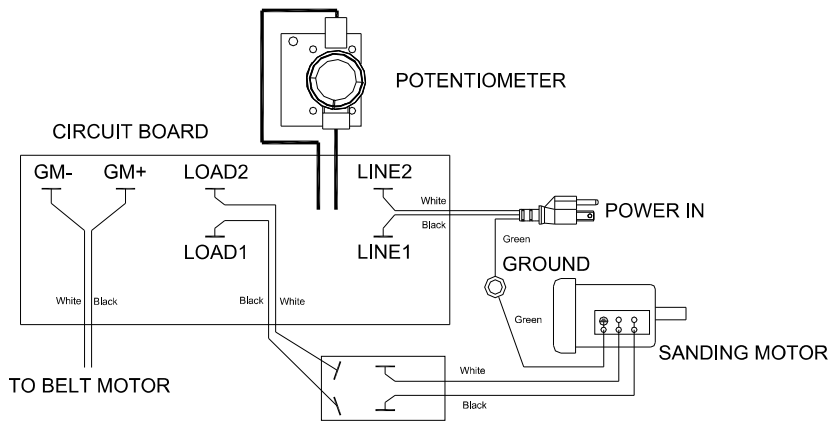 POTENTIOMETER
CIRCUIT BOARD
GM- GM+ LOAD2 LINE2
White
POWER IN
Black
LOAD1 LINE1
Green
GROUND
White Black Black White
Green
SANDING MOTOR
White
TO BELT MOTOR
Black